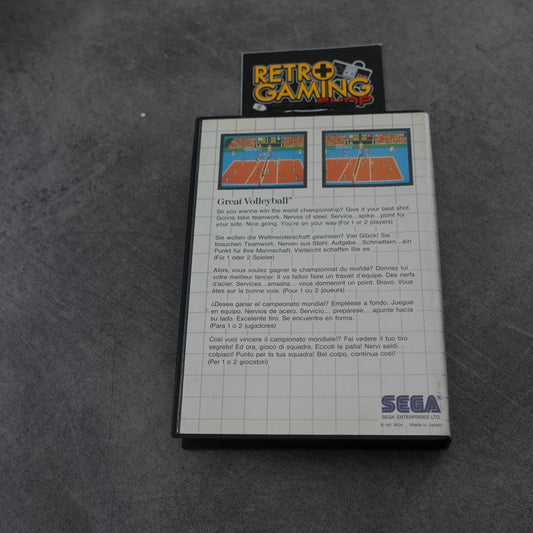 RETRO
GAMING
SHOP
Great Volleyball™
So you wanna win the world championship? Give it your best shot.
Gonna take teamwork. Nerves of steel. Service...spike...point for
your side. Nice going. You're on your way.(For 1 or 2 players)
Sie wollen die Weltmeisterschaft gewinnen? Viel Glück! Sie
brauchen Teamwork. Nerven aus Stahl. Aufgabe...Schmettern...ein
Punkt für Ihre Mannschaft. Vielleicht schaffen Sie es.
(Für 1 oder 2 Spieler)
Alors, vous voulez gagner le championnat du monde? Donnez lui
votre meilleur lancer. Il va falloir faire un travail d'équipe. Des nerfs
d'acier. Services...smashs... vous donneront un point. Bravo. Vous
êtes sur la bonne voie. (Pour 1 ou 2 joueurs)
¿Desea ganar el campeonato mundial? Empléese a fondo. Juegue
en equipo. Nervios de acero. Servicio... prepárese... apunte hacia
su lado. Excelente tiro. Se encuentra en forma.
(Para 1 o 2 jugadores)
Così vuoi vincere il campionato mondiale!? Fai vedere il tuo tiro
segreto! Ed ora, gioco di squadra. Eccoti la palla! Nervi saldi...
colpisci! Punto per la tua squadra! Bel colpo, continua così!
(Per 1 o 2 giocatori)
SEGA
SEGA ENTERPRISES LTD.
© 1987 SEGA Made in Japan